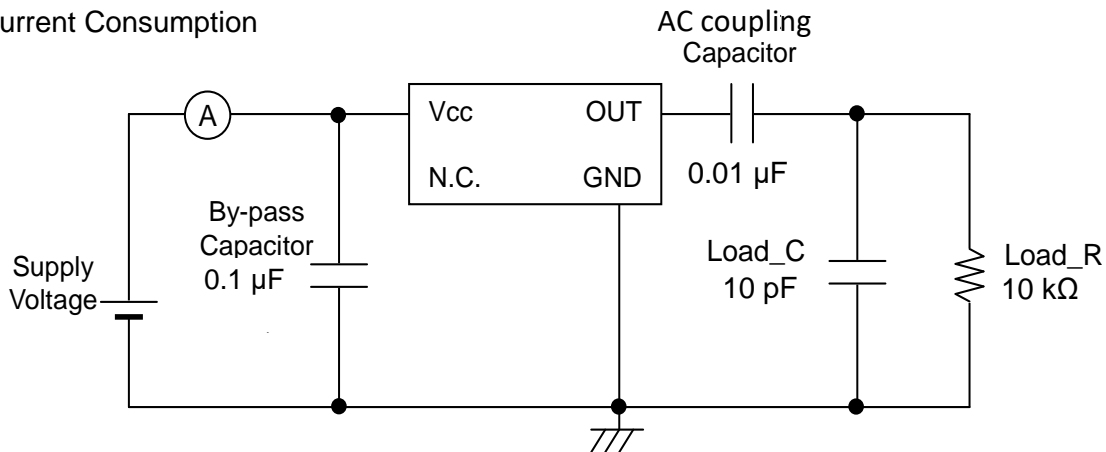 urrent Consumption
AC coupling
Capacitor
A
Vcc
OUT
N.C.
GND
0.01 µF
By-pass
Capacitor
0.1 µF
Supply
Voltage
Load_C
10 pF
Load_R
10 kΩ